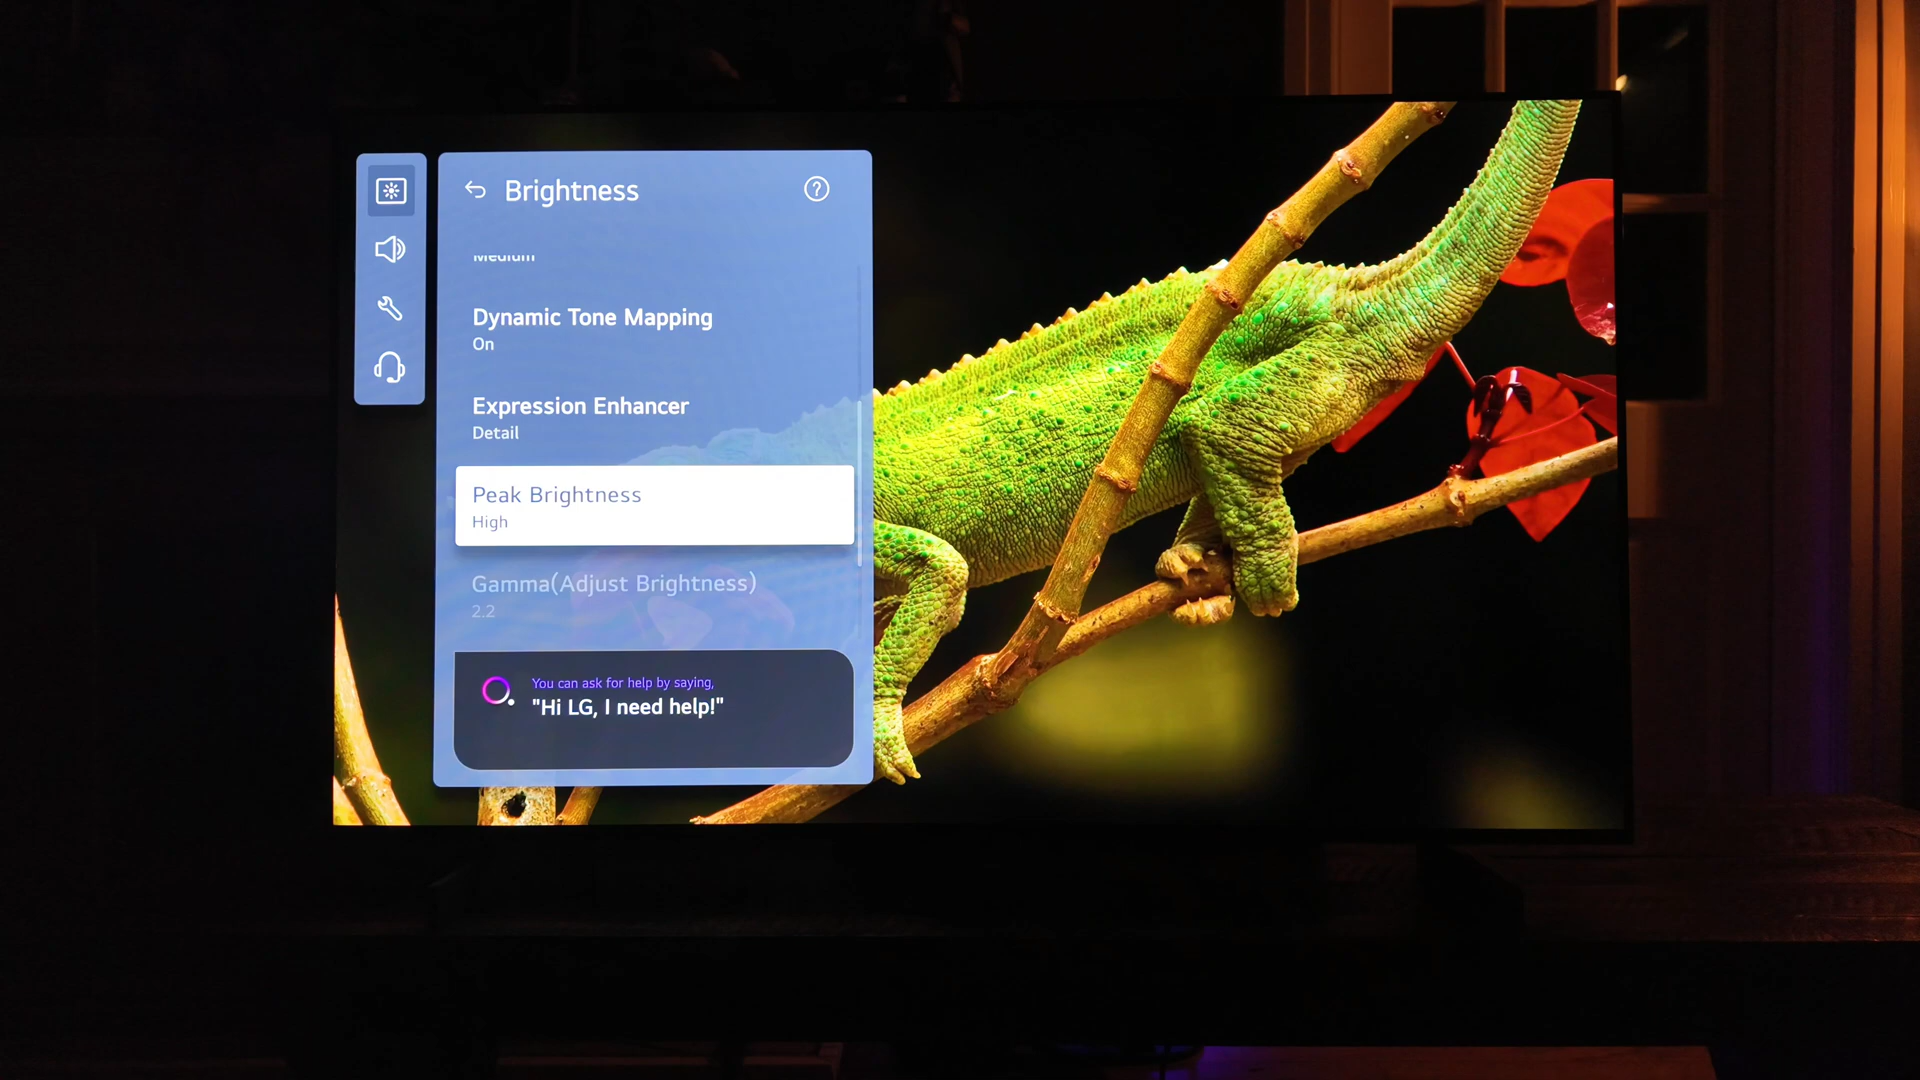 Brightness
Medium
Dynamic Tone Mapping
On
Expression Enhancer
Detail
Peak Brightness
High
Gamma(Adjust Brightness)
2.2
You can ask for help by saying,
"Hi LG, I need help!"